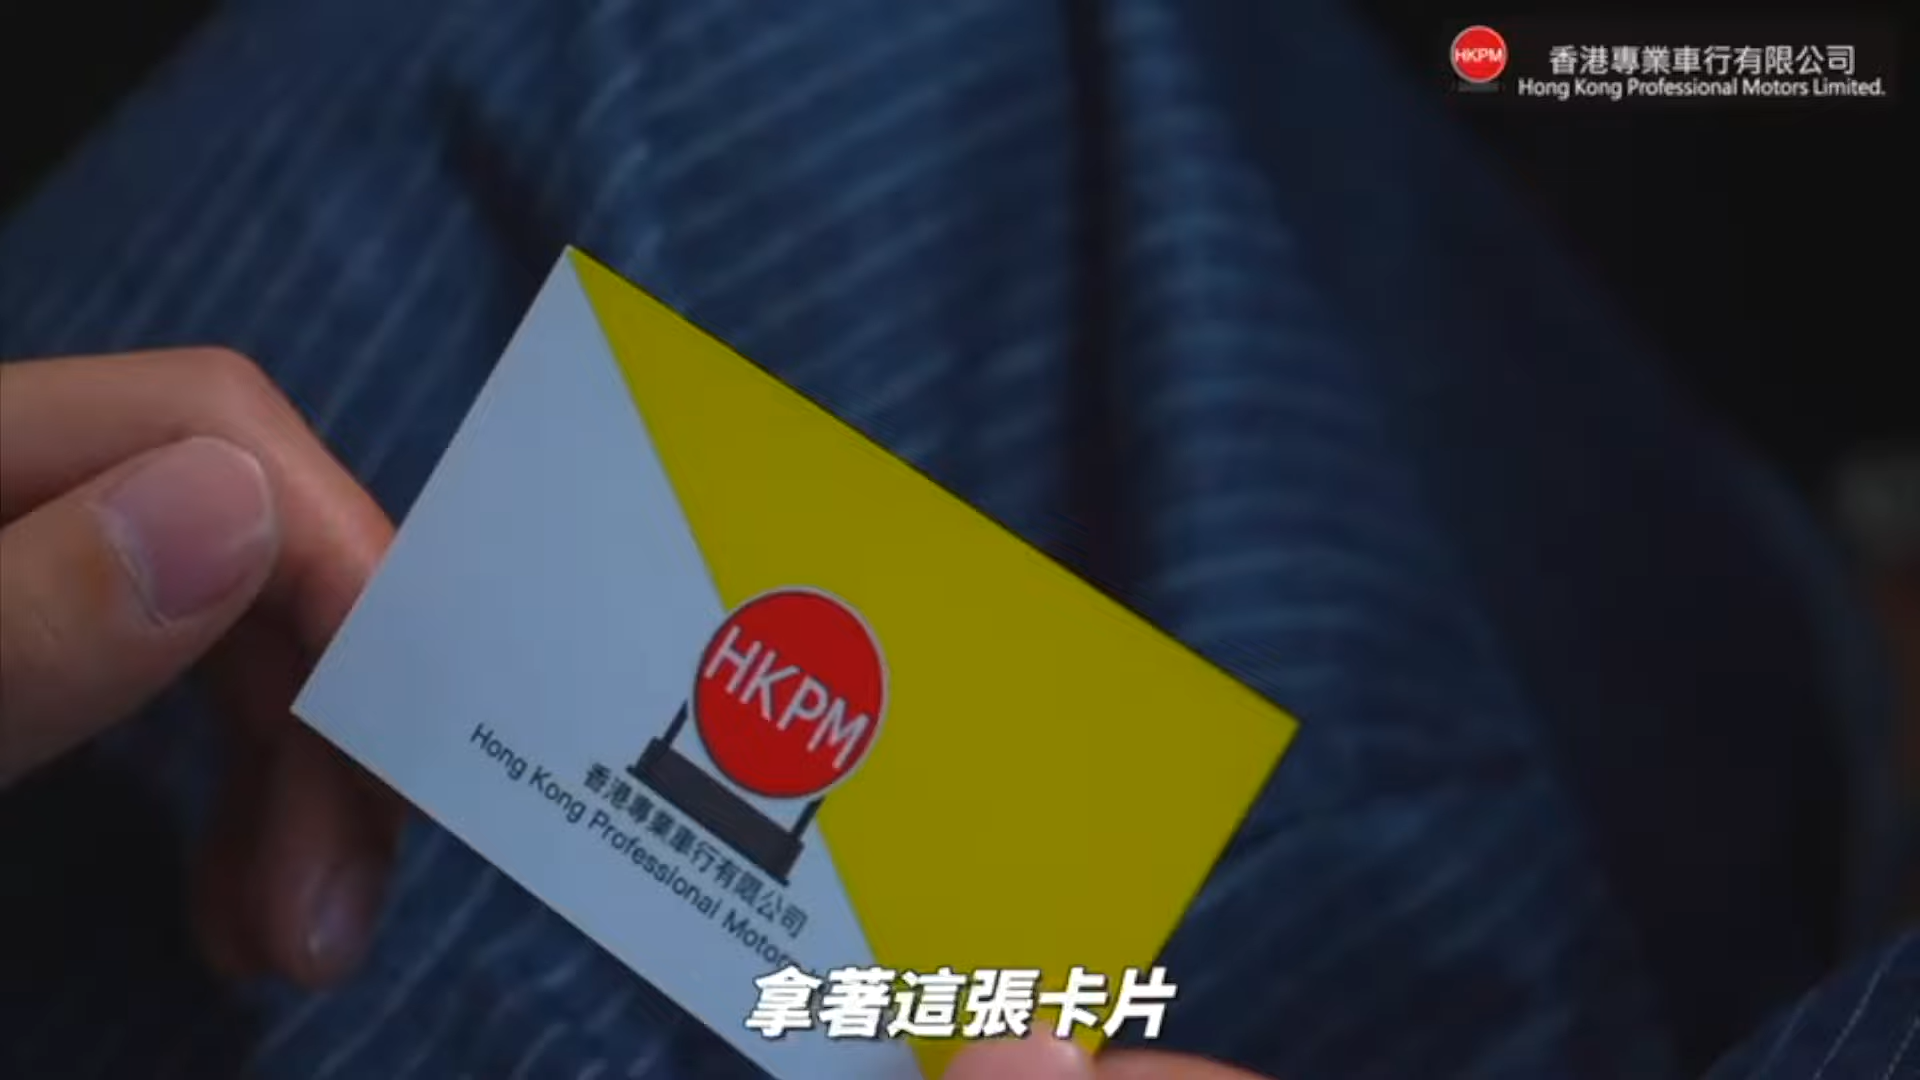 HKPM
香港專業車行有限公司
Hong Kong Professional Motors Limited.
HKPM
香港專業車行有限公司
Hong Kong Professional Motors
拿著這張卡片